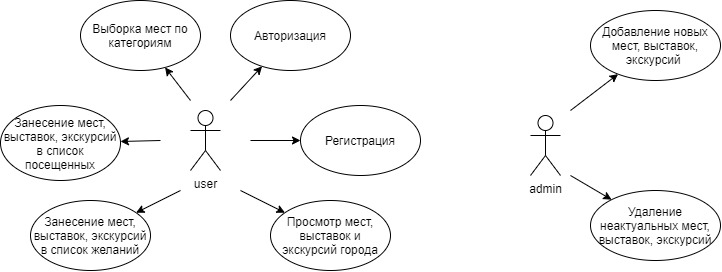 Выборка мест по
категориям
Авторизация
Добавление новых
мест, выставок,
экскурсий
Занесение мест,
выставок, экскурсий
в список
посещенных
Регистрация
user
admin
Занесение мест,
выставок, экскурсий
в список желаний
Просмотр мест,
выставок и
экскурсий города
Удаление
неактуальных мест,
выставок, экскурсий